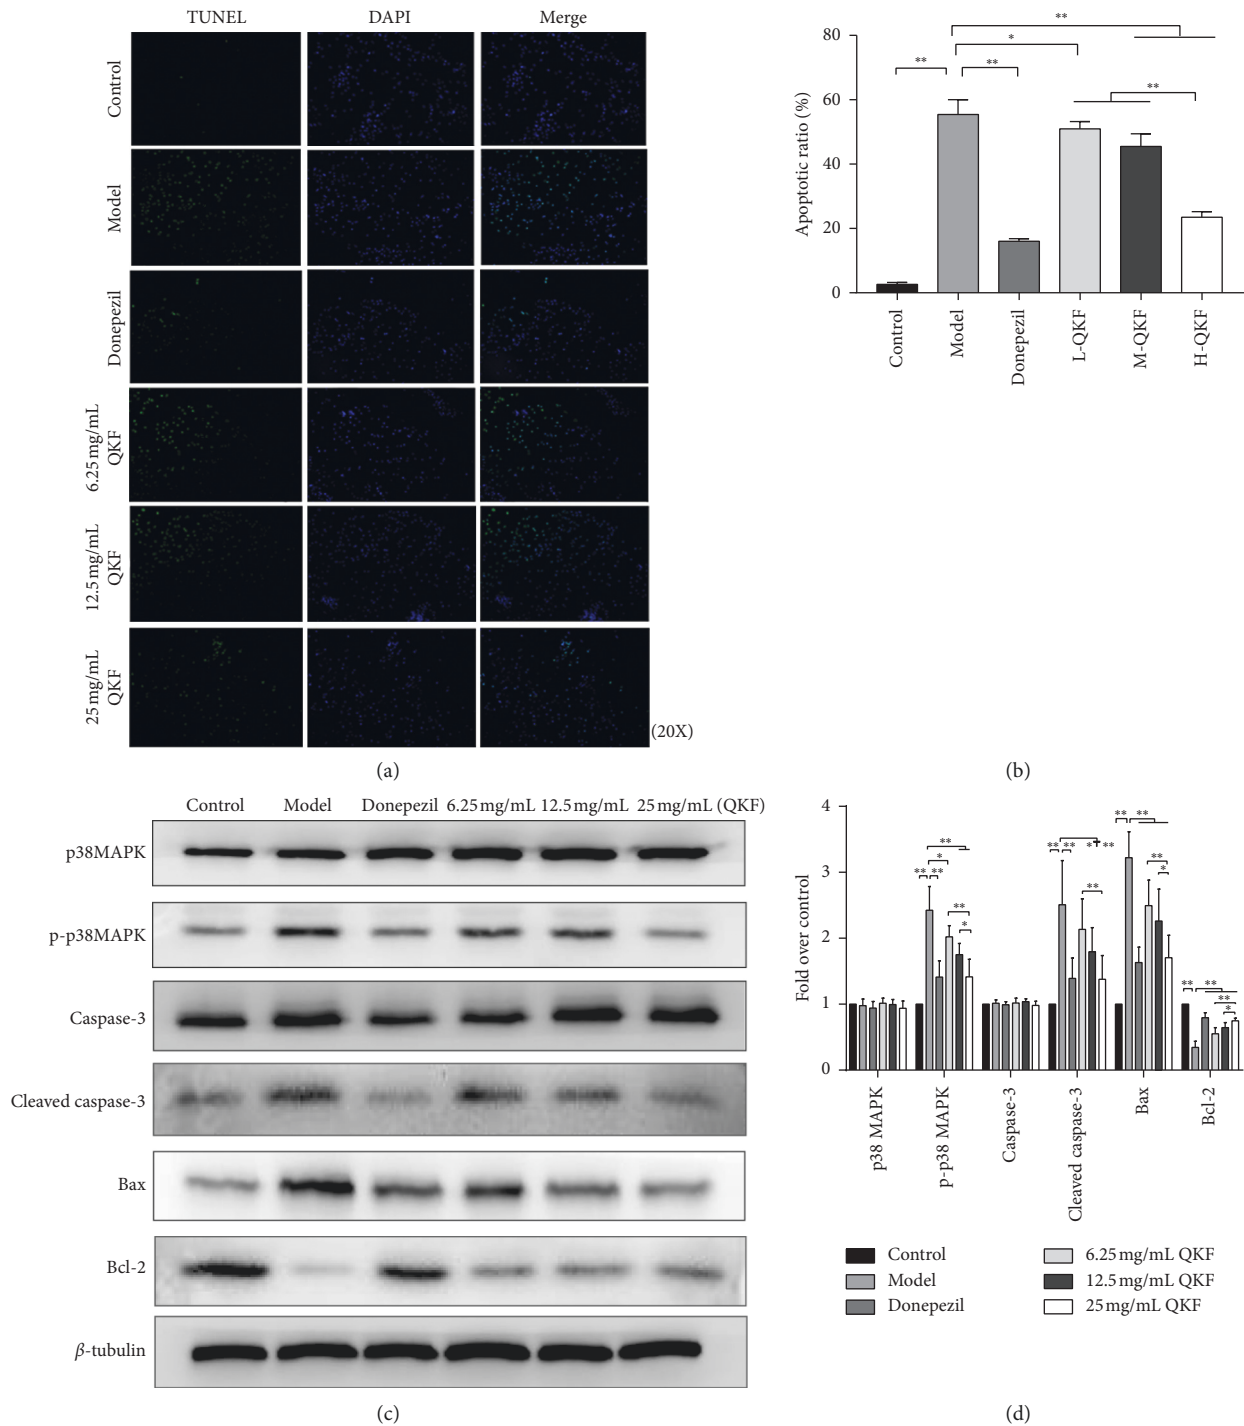 TUNEL DAPI Merge
Control
Model
Donepezil
6.25 mg/mL
QKF
12.5 mg/mL
QKF
25 mg/mL
QKF
(20X)
(a)
Apoptotic ratio (%)
80
60
40
20
0
** ** * ** **
Control Model Donepezil L-QKF M-QKF H-QKF
(b)
Control Model Donepezil 6.25 mg/mL 12.5 mg/mL 25 mg/mL (QKF)
p38MAPK
p-p38MAPK
Caspase-3
Cleaved caspase-3
Bax
Bcl-2
β-tubulin
(c)
Fold over control
4
3
2
1
0
** ** * ** ** *
** ** * ** **
** ** ** *
** ** ** *
p38 MAPK p-p38 MAPK Caspase-3 Cleaved caspase-3 Bax Bcl-2
Control 6.25 mg/mL QKF
Model 12.5 mg/mL QKF
Donepezil 25 mg/mL QKF
(d)